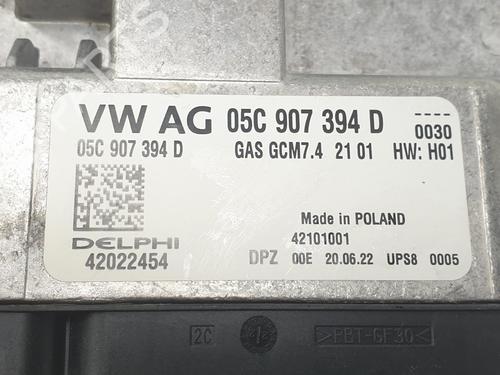 VW AG 05C 907 394 D ----
0030
05C 907 394 D GAS GCM7.4 21 01 HW: H01
Made in POLAND
DELPHI 42101001
42022454 DPZ 00E 20.06.22 UPS8 0005
2C >PBT-GF30<